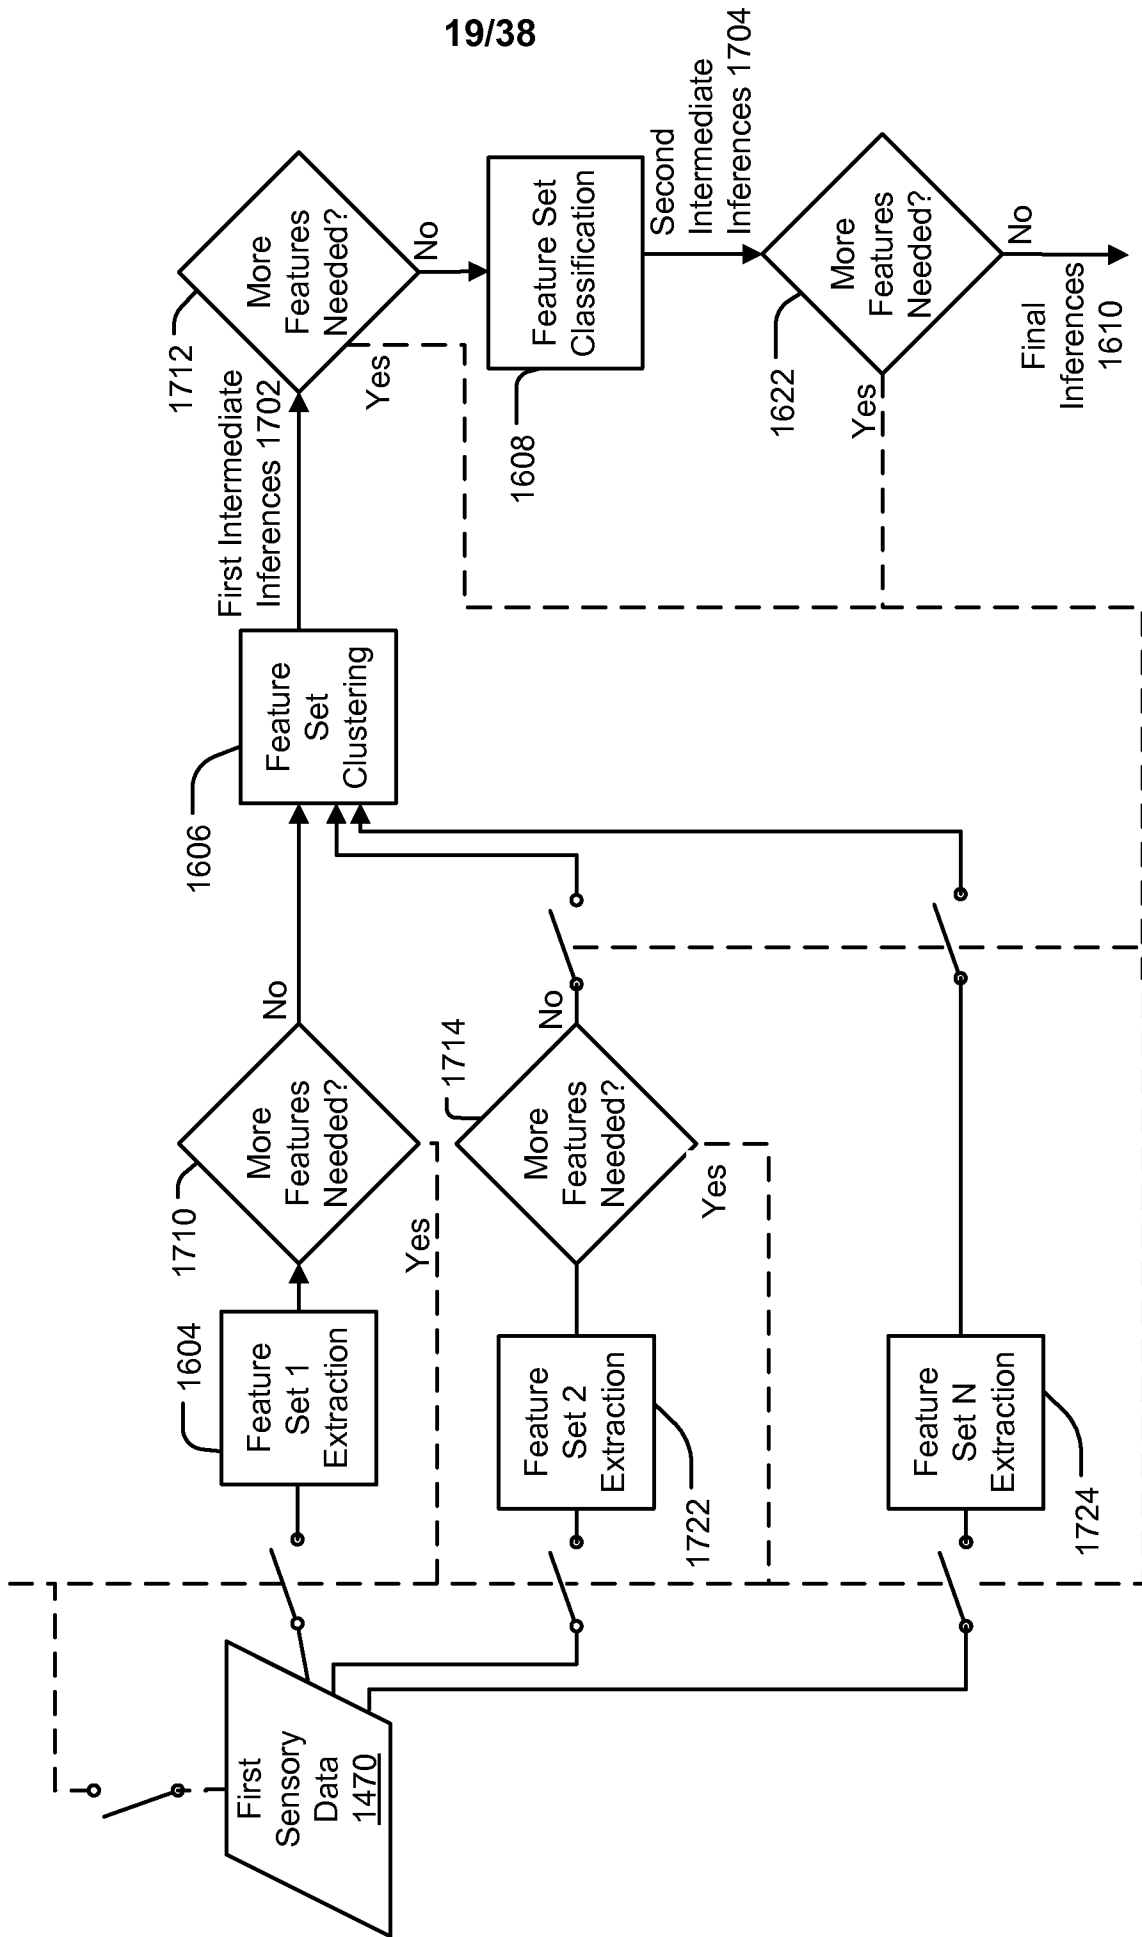 19/38
First
Sensory
Data
1470
1604
Feature
Set 1
Extraction
1710
More
Features
Needed?
No
Yes
1722
Feature
Set 2
Extraction
1714
More
Features
Needed?
No
Yes
1724
Feature
Set N
Extraction
1606
Feature
Set
Clustering
First Intermediate
Inferences 1702
1712
More
Features
Needed?
Yes
No
1608
Feature Set
Classification
Second
Intermediate
Inferences 1704
1622
More
Features
Needed?
Yes
No
Final
Inferences
1610